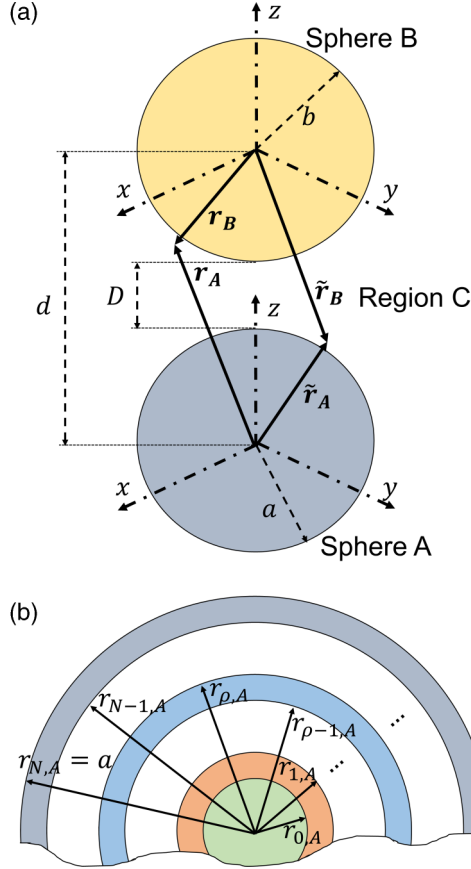 (a)
z
Sphere B
b
x
y
r_B
r_A
D
r̃_B
Region C
d
z
r̃_A
x
y
a
Sphere A
(b)
r_{N-1,A}
r_{ρ,A}
r_{ρ-1,A}
...
r_{N,A} = a
r_{1,A}
...
r_{0,A}